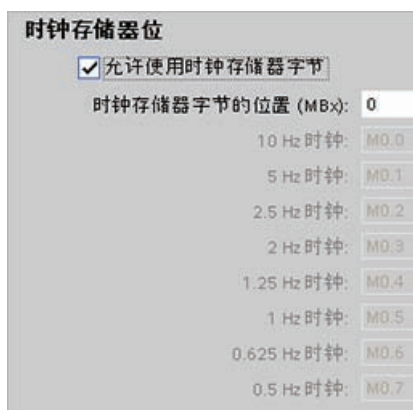 时钟存储器位
允许使用时钟存储器字节
时钟存储器字节的位置 (MBx): 0
10 Hz 时钟: M0.0
5 Hz 时钟: M0.1
2.5 Hz 时钟: M0.2
2 Hz 时钟: M0.3
1.25 Hz 时钟: M0.4
1 Hz 时钟: M0.5
0.625 Hz 时钟: M0.6
0.5 Hz 时钟: M0.7